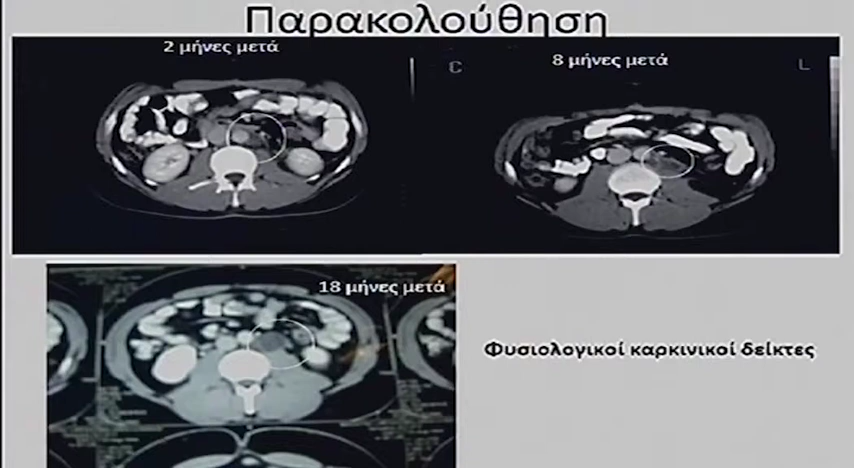 Παρακολούθηση
2 μήνες μετά
C
8 μήνες μετά
L
18 μήνες μετά
Φυσιολογικοί καρκινικοί δείκτες